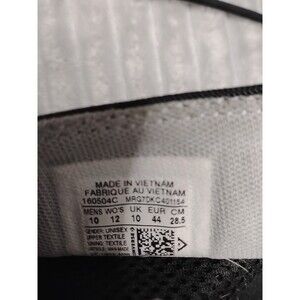 MADE IN VIETNAM
FABRIQUE AU VIETNAM
160504C MRG7DKC401154
MENS WO'S UK EUR CM
10 12 10 44 28.5
GENDER: UNISEX
UPPER: TEXTILE
LINING: TEXTILE